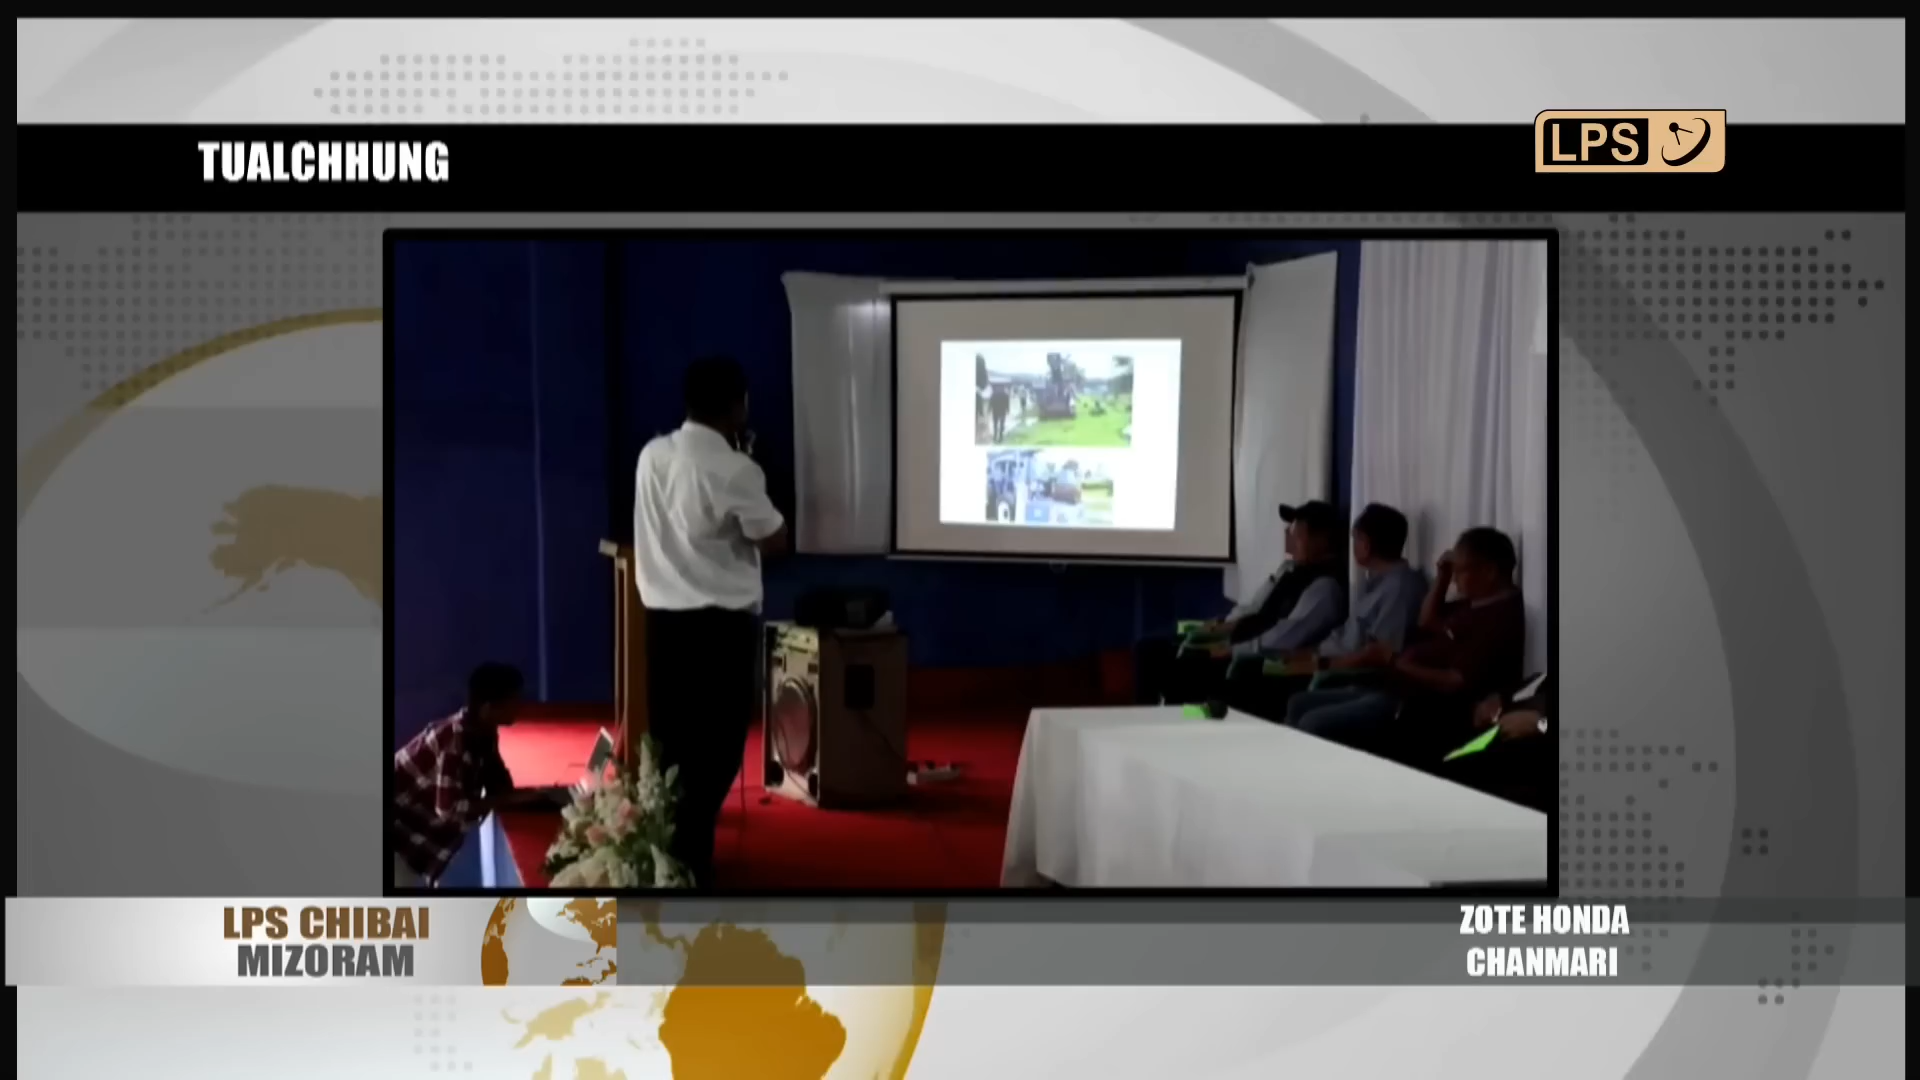 TUALCHHUNG
LPS
LPS CHIBAI
MIZORAM
ZOTE HONDA
CHANMARI